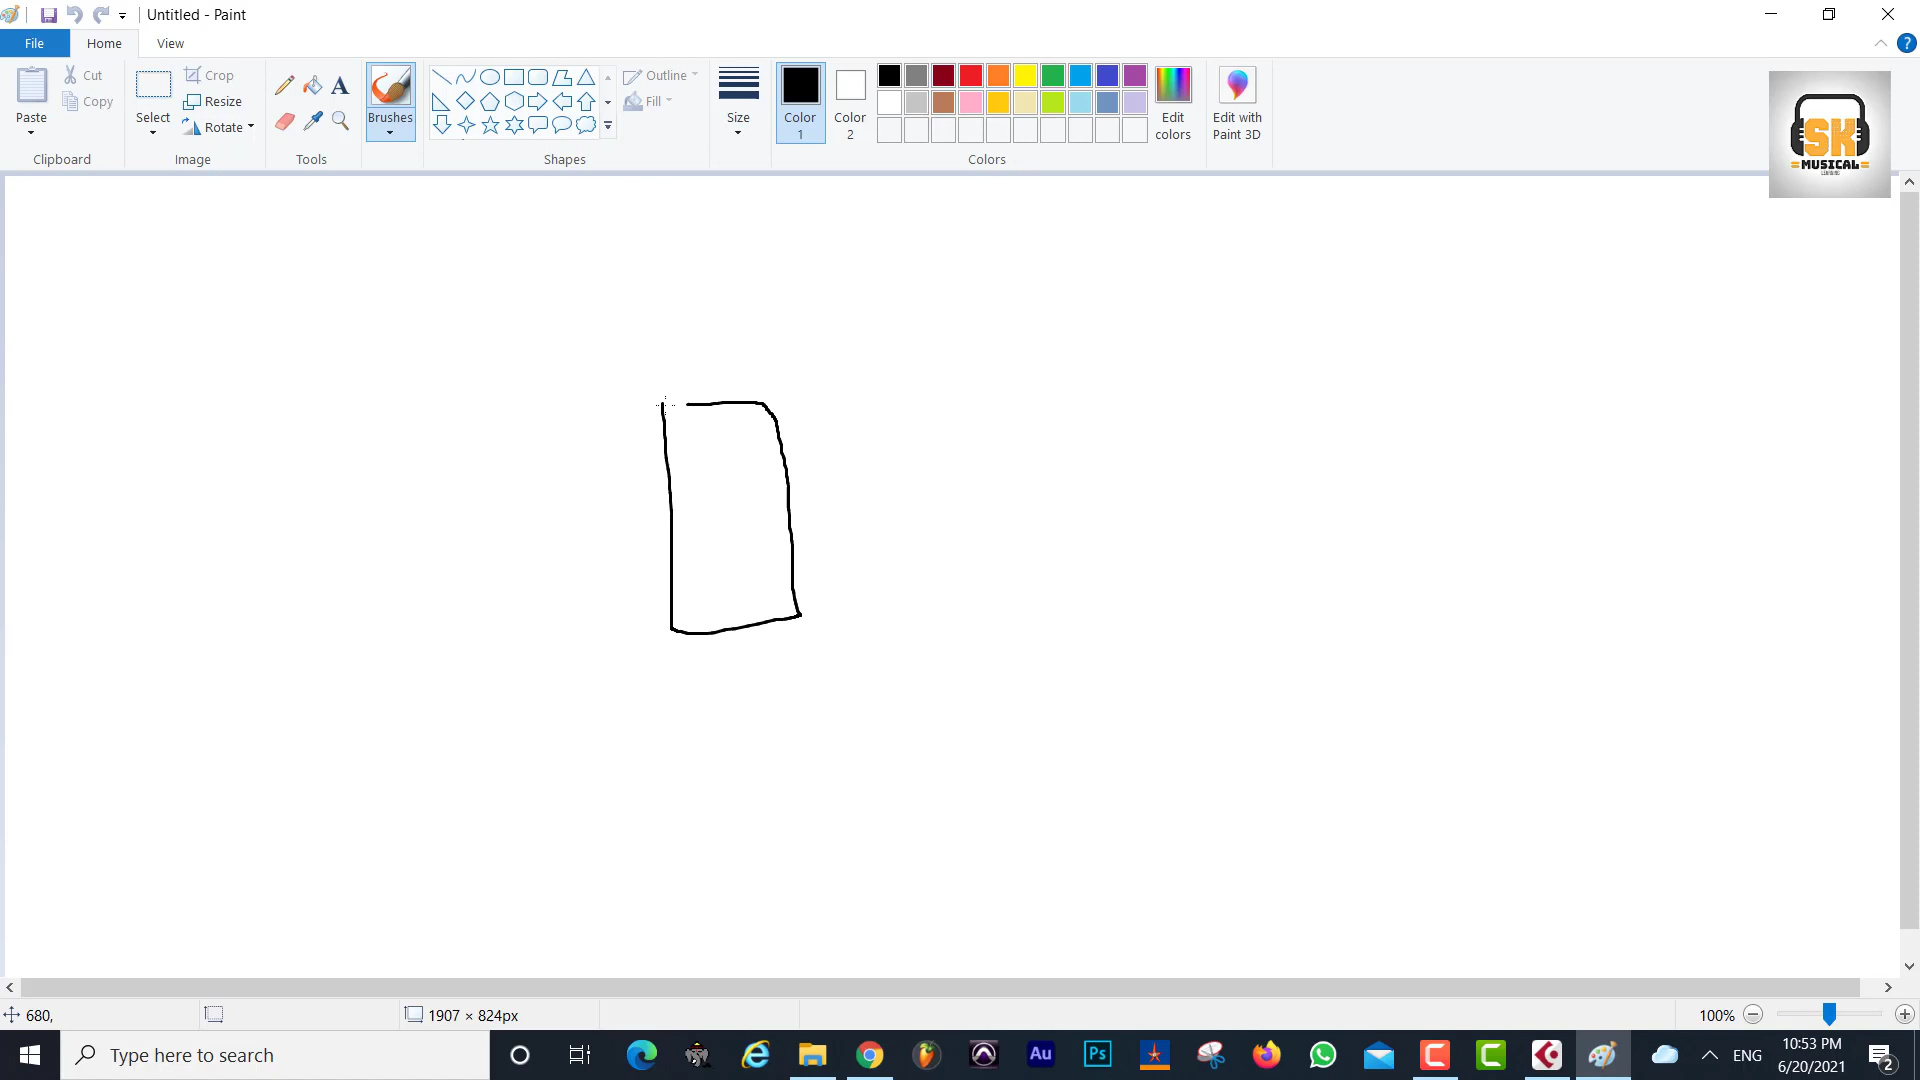 Untitled - Paint
File Home View
Paste
Cut
Copy
Clipboard
Select
Crop
Resize
Rotate
Image
A
Tools
Brushes
Shapes
Outline
Fill
Size
Color 1
Color 2
Colors
Edit colors
Edit with Paint 3D
SK
MUSICAL
LEARNING
680,
1907 × 824px
100%
Type here to search
Au
Ps
ENG
10:53 PM
6/20/2021
2